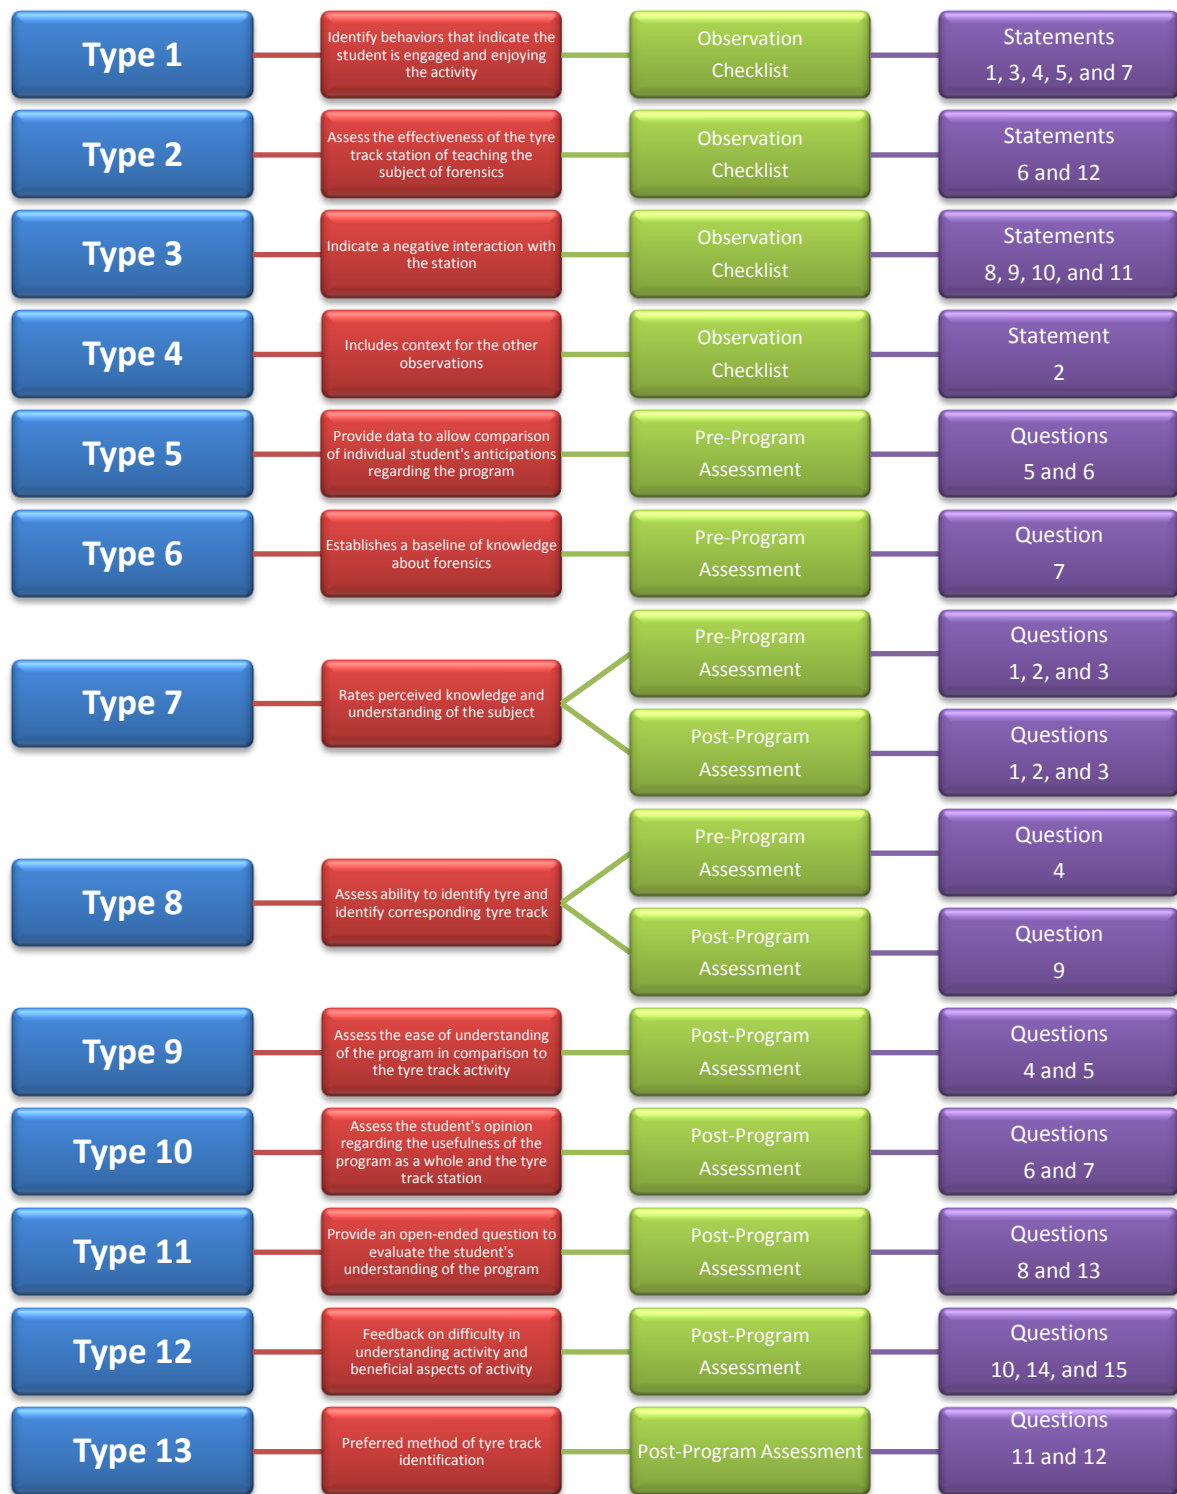 Type 1
Identify behaviors that indicate the
student is engaged and enjoying
the activity
Observation
Checklist
Statements
1, 3, 4, 5, and 7
Type 2
Assess the effectiveness of the tyre
track station of teaching the
subject of forensics
Observation
Checklist
Statements
6 and 12
Type 3
Indicate a negative interaction with
the station
Observation
Checklist
Statements
8, 9, 10, and 11
Type 4
Includes context for the other
observations
Observation
Checklist
Statement
2
Type 5
Provide data to allow comparison
of individual student's anticipations
regarding the program
Pre-Program
Assessment
Questions
5 and 6
Type 6
Establishes a baseline of knowledge
about forensics
Pre-Program
Assessment
Question
7
Type 7
Rates perceived knowledge and
understanding of the subject
Pre-Program
Assessment
Questions
1, 2, and 3
Post-Program
Assessment
Questions
1, 2, and 3
Type 8
Assess ability to identify tyre and
identify corresponding tyre track
Pre-Program
Assessment
Question
4
Post-Program
Assessment
Question
9
Type 9
Assess the ease of understanding
of the program in comparison to
the tyre track activity
Post-Program
Assessment
Questions
4 and 5
Type 10
Assess the student's opinion
regarding the usefulness of the
program as a whole and the tyre
track station
Post-Program
Assessment
Questions
6 and 7
Type 11
Provide an open-ended question to
evaluate the student's
understanding of the program
Post-Program
Assessment
Questions
8 and 13
Type 12
Feedback on difficulty in
understanding activity and
beneficial aspects of activity
Post-Program
Assessment
Questions
10, 14, and 15
Type 13
Preferred method of tyre track
identification
Post-Program Assessment
Questions
11 and 12